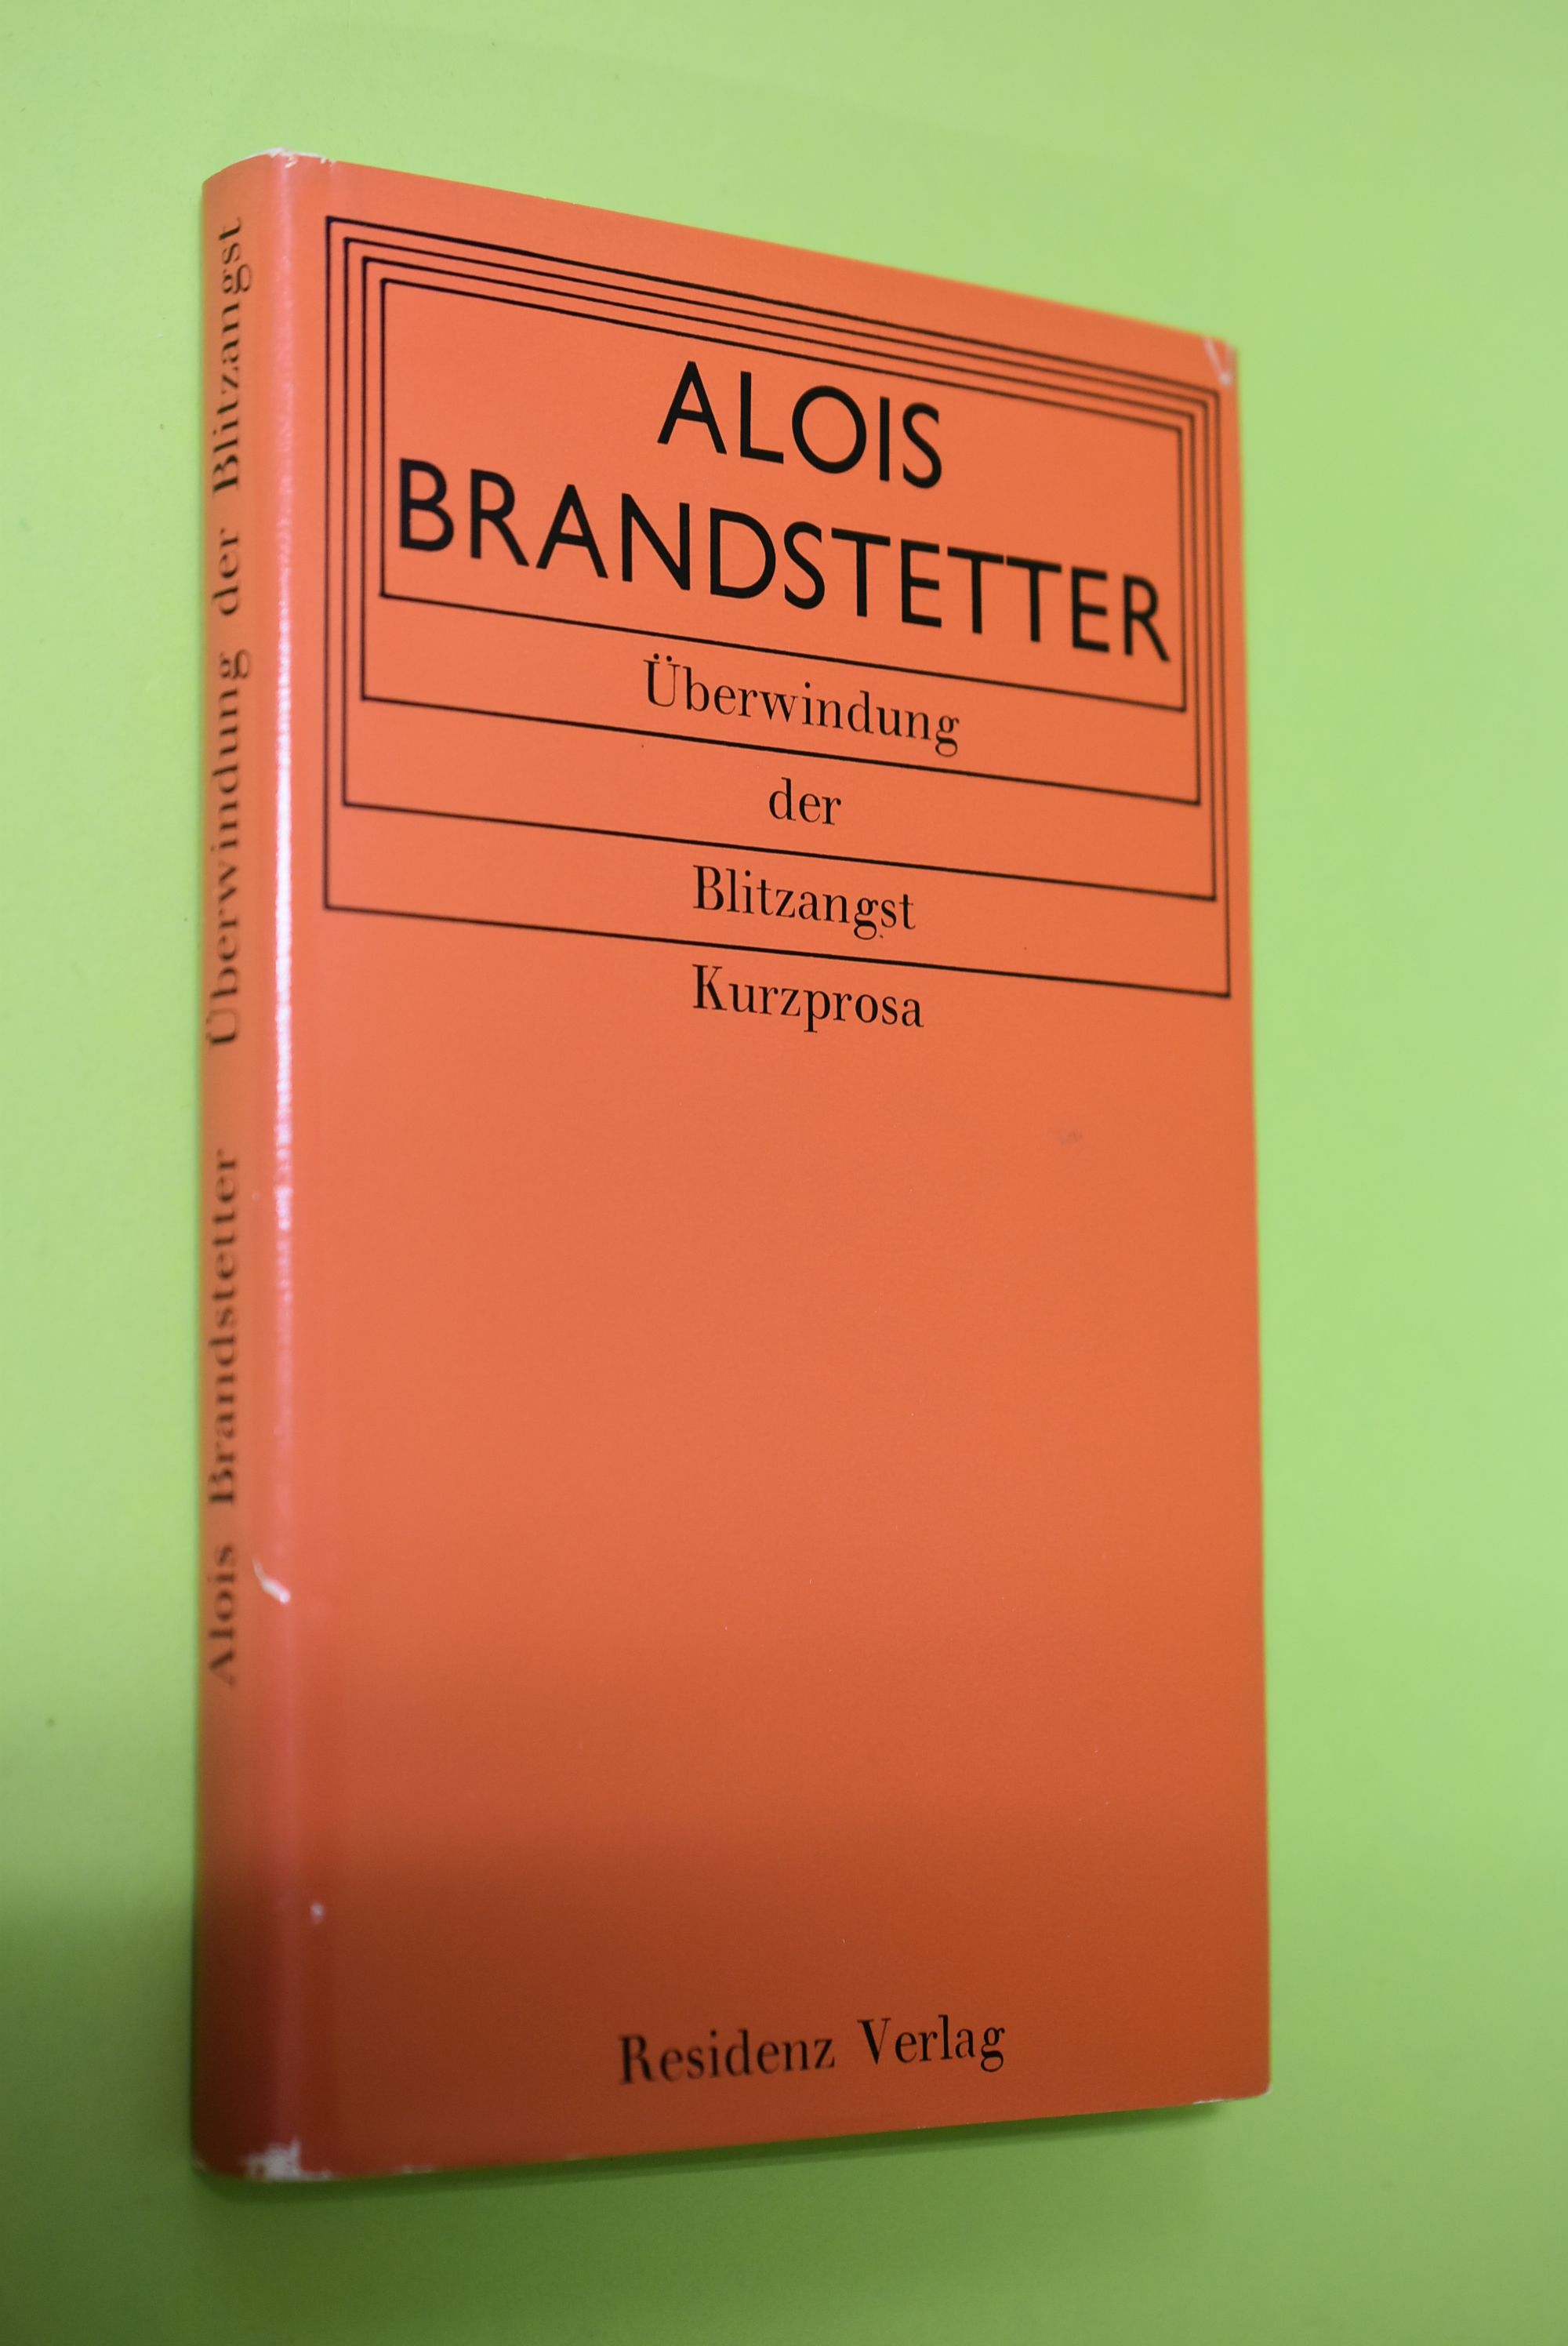 ALOIS
BRANDSTETTER
Überwindung
der
Blitzangst
Kurzprosa
Residenz Verlag
Alois Brandstetter Überwindung der Blitzangst